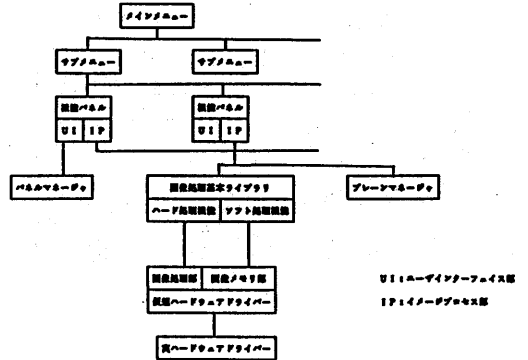 メインメニュー
サブメニュー
サブメニュー
機能パネル
UI
IP
機能パネル
UI
IP
パネルマネージャ
画像処理基本ライブラリ
ハード処理機能
ソフト処理機能
プレーンマネージャ
画像処理部
画像メモリ部
仮想ハードウェアドライバー
実ハードウェアドライバー
UI:ユーザインターフェイス部
IP:イメージプロセス部